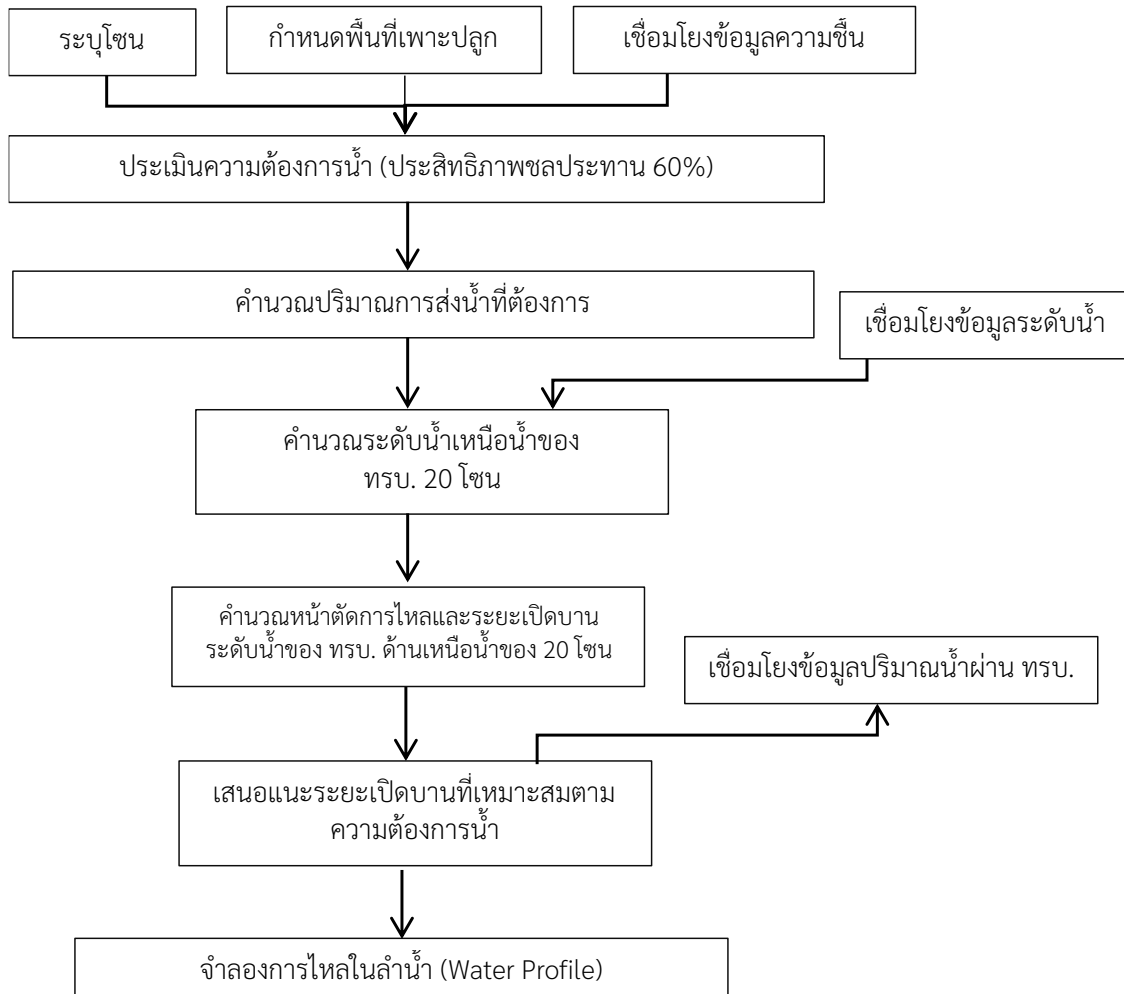 ระบุโซน
กำหนดพื้นที่เพาะปลูก
เชื่อมโยงข้อมูลความชื้น
ประเมินความต้องการน้ำ (ประสิทธิภาพชลประทาน 60%)
คำนวณปริมาณการส่งน้ำที่ต้องการ
เชื่อมโยงข้อมูลระดับน้ำ
คำนวณระดับน้ำเหนือน้ำของ
ทรบ. 20 โซน
คำนวณหน้าตัดการไหลและระยะเปิดบาน
ระดับน้ำของ ทรบ. ด้านเหนือน้ำของ 20 โซน
เชื่อมโยงข้อมูลปริมาณน้ำผ่าน ทรบ.
เสนอแนะระยะเปิดบานที่เหมาะสมตาม
ความต้องการน้ำ
จำลองการไหลในลำน้ำ (Water Profile)